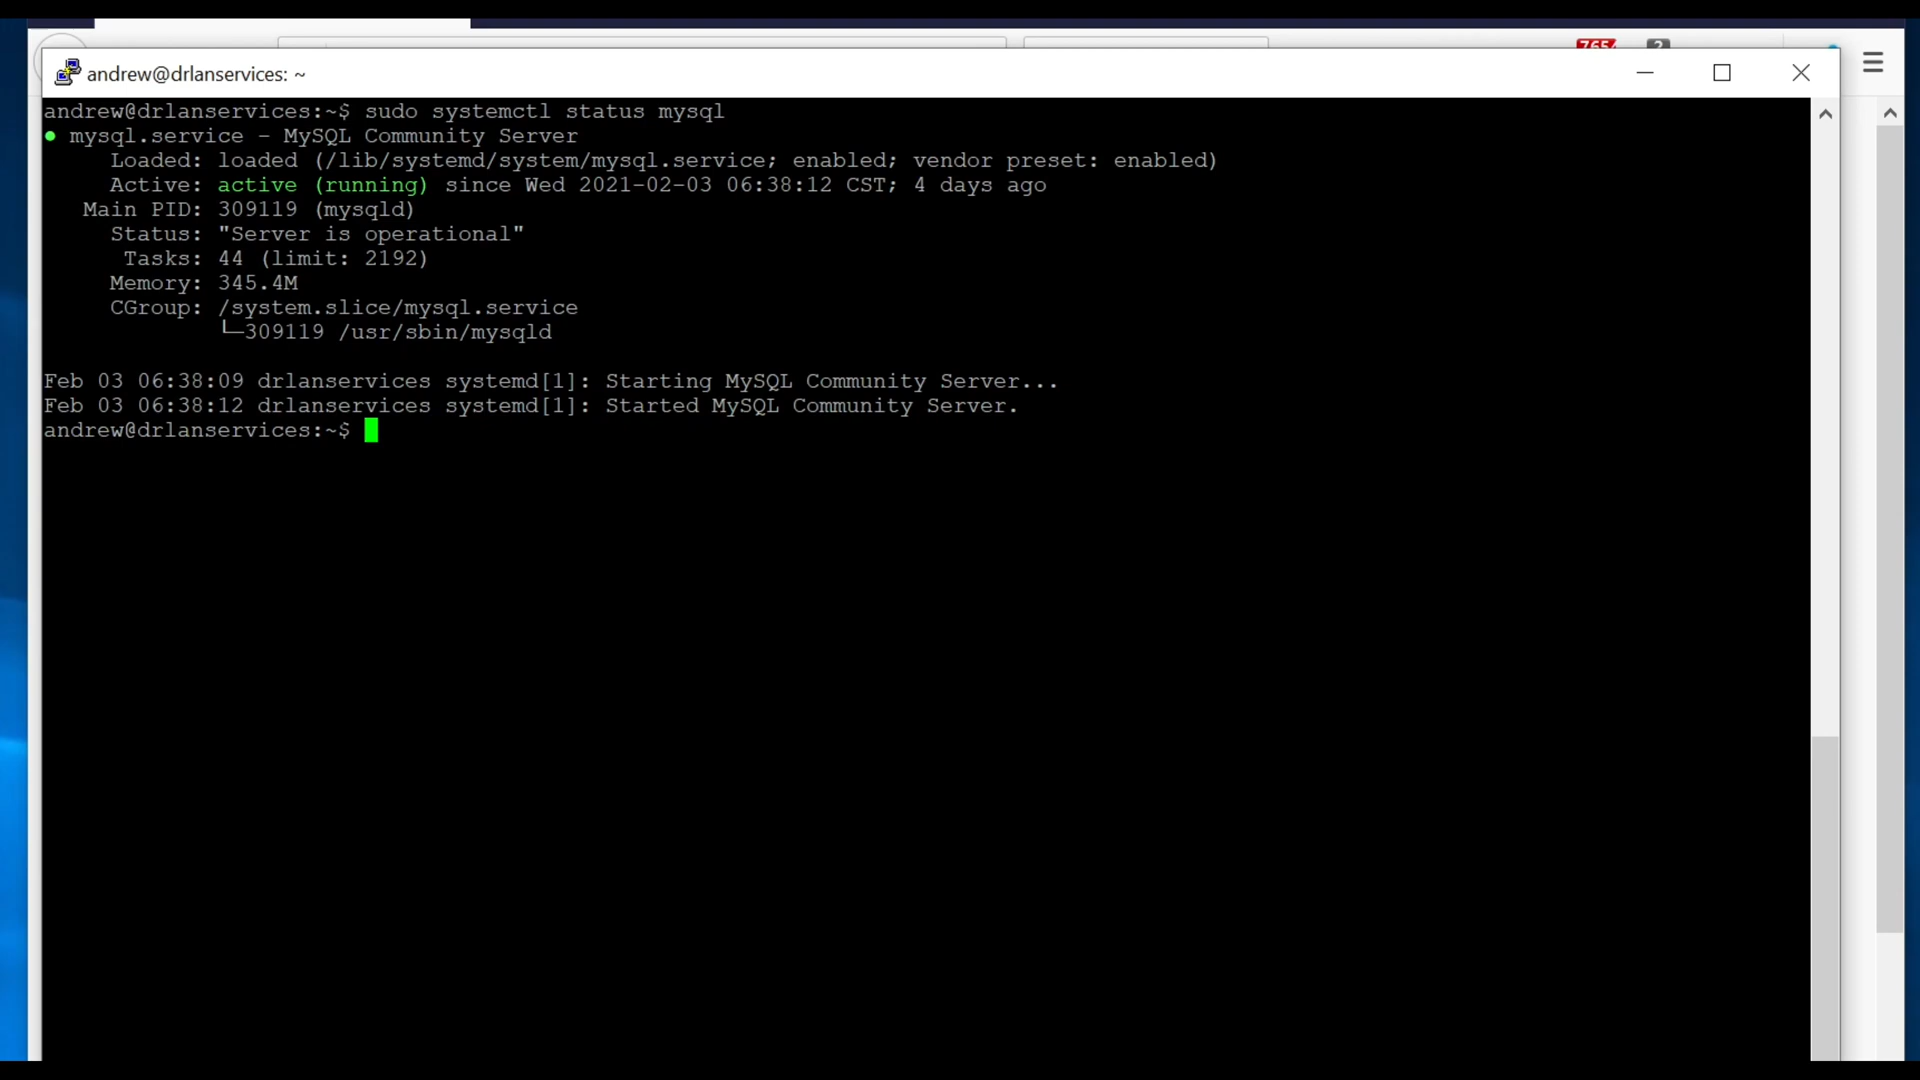 7654 2
andrew@drlanservices: ~
andrew@drlanservices:~$ sudo systemctl status mysql
● mysql.service - MySQL Community Server
Loaded: loaded (/lib/systemd/system/mysql.service; enabled; vendor preset: enabled)
Active: active (running) since Wed 2021-02-03 06:38:12 CST; 4 days ago
Main PID: 309119 (mysqld)
Status: "Server is operational"
Tasks: 44 (limit: 2192)
Memory: 345.4M
CGroup: /system.slice/mysql.service
└─309119 /usr/sbin/mysqld
Feb 03 06:38:09 drlanservices systemd[1]: Starting MySQL Community Server...
Feb 03 06:38:12 drlanservices systemd[1]: Started MySQL Community Server.
andrew@drlanservices:~$